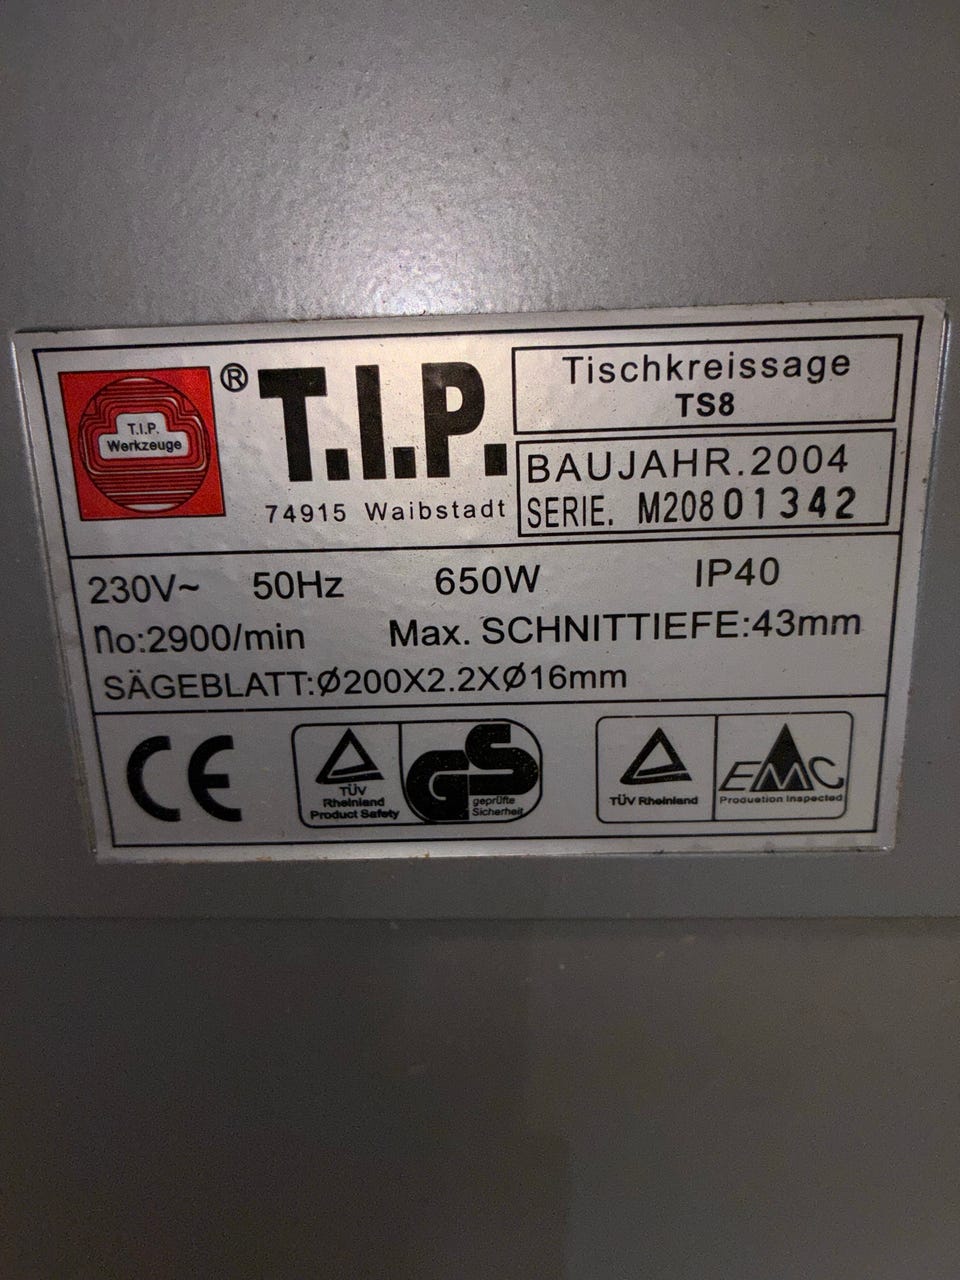 T.I.P.
Werkzeuge
® T.I.P.
74915 Waibstadt
Tischkreissage
TS8
BAUJAHR.2004
SERIE. M20801342
230V~ 50Hz 650W IP40
no:2900/min Max. SCHNITTIEFE:43mm
SÄGEBLATT:Ø200X2.2XØ16mm
CE
TÜV
Rheinland
Product Safety
GS
geprüfte
Sicherheit
TÜV Rheinland
EMC
Production Inspected